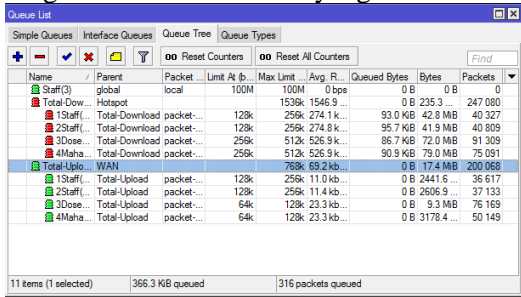 Queue List
Simple Queues Interface Queues Queue Tree Queue Types
00 Reset Counters 00 Reset All Counters Find
Name / Parent Packet ... Limit At (b... Max Limit ... Avg. R... Queued Bytes Bytes Packets
Staff(3) global local 100M 100M 0 bps 0 B 0 B 0
Total-Dow... Hotspot 1536k 1546.9 ... 0 B 235.3 ... 247 080
1Staff(... Total-Download packet-... 128k 256k 274.1 k... 93.0 KiB 42.8 MiB 40 327
2Staff(... Total-Download packet-... 128k 256k 274.8 k... 95.7 KiB 41.9 MiB 40 809
3Dose... Total-Download packet-... 256k 512k 526.9 k... 86.7 KiB 72.0 MiB 91 309
4Maha... Total-Download packet-... 256k 512k 526.9 k... 90.9 KiB 79.0 MiB 75 091
Total-Uplo... WAN 768k 69.2 kb... 0 B 17.4 MiB 200 068
1Staff(... Total-Upload packet-... 128k 256k 11.0 kb... 0 B 2441.6 ... 36 617
2Staff(... Total-Upload packet-... 128k 256k 11.4 kb... 0 B 2606.9 ... 37 133
3Dose... Total-Upload packet-... 64k 128k 23.3 kb... 0 B 9.3 MiB 76 169
4Maha... Total-Upload packet-... 64k 128k 23.3 kb... 0 B 3178.4 ... 50 149
11 items (1 selected) 366.3 KiB queued 316 packets queued